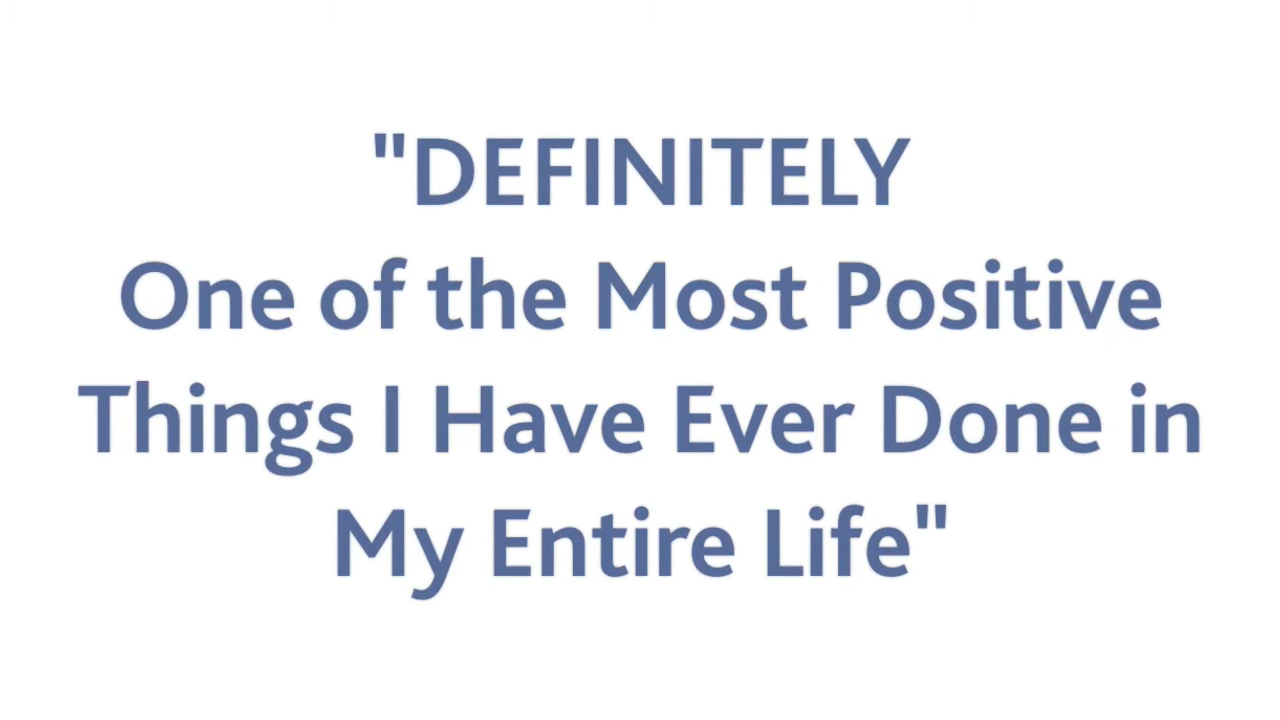 "DEFINITELY
One of the Most Positive
Things I Have Ever Done in
My Entire Life"